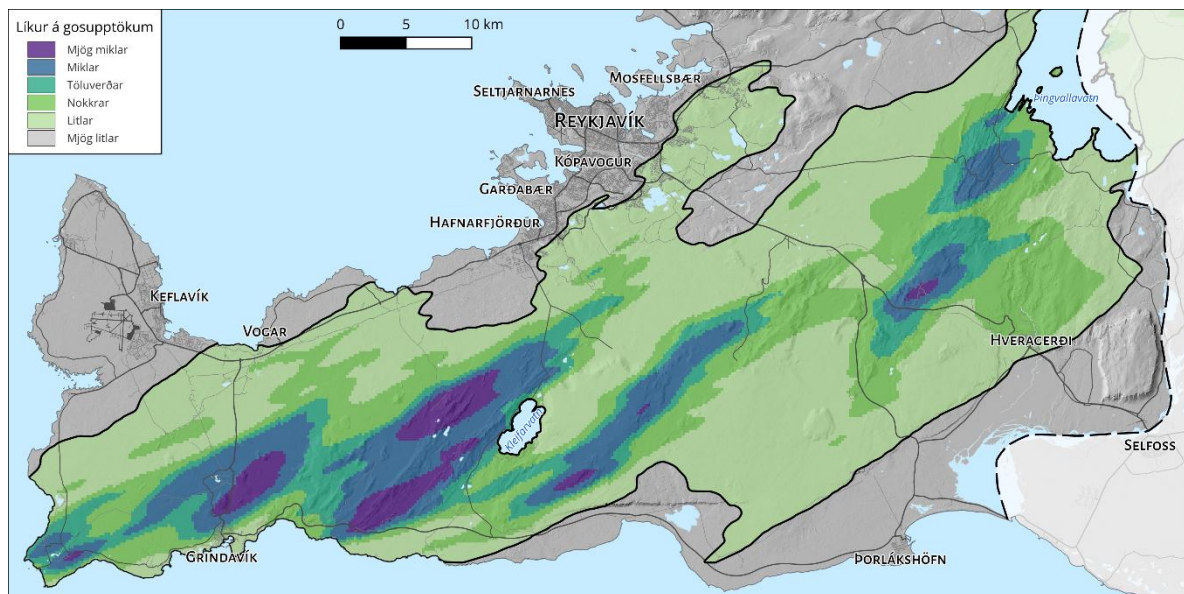 Líkur á gosupptökum
Mjög miklar
Miklar
Töluverðar
Nokkrar
Litlar
Mjög litlar
0 5 10 km
Mosfellsbær
Seltjarnarnes
Reykjavík
Kópavogur
Garðabær
Hafnarfjörður
Þingvallavatn
Keflavík
Vogar
Hveragerði
Kleifarvatn
Selfoss
Grindavík
Þorlákshöfn